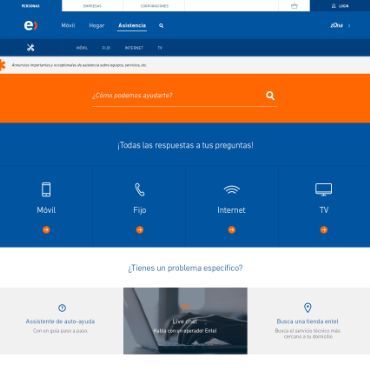 PERSONAS EMPRESAS CORPORACIONES LOGIN
e) Móvil Hogar Asistencia zOne
MÓVIL FIJO INTERNET TV
Anuncios importantes y excepcionales de asistencia sobre equipos, servicios, etc.
¿Cómo podemos ayudarte?
¡Todas las respuestas a tus preguntas!
Móvil Fijo Internet TV
¿Tienes un problema específico?
Asistente de auto-ayuda Live chat Busca una tienda entel
Con un guía paso a paso. Habla con un operador Entel Busca el servicio técnico más
cercano a tu domicilio